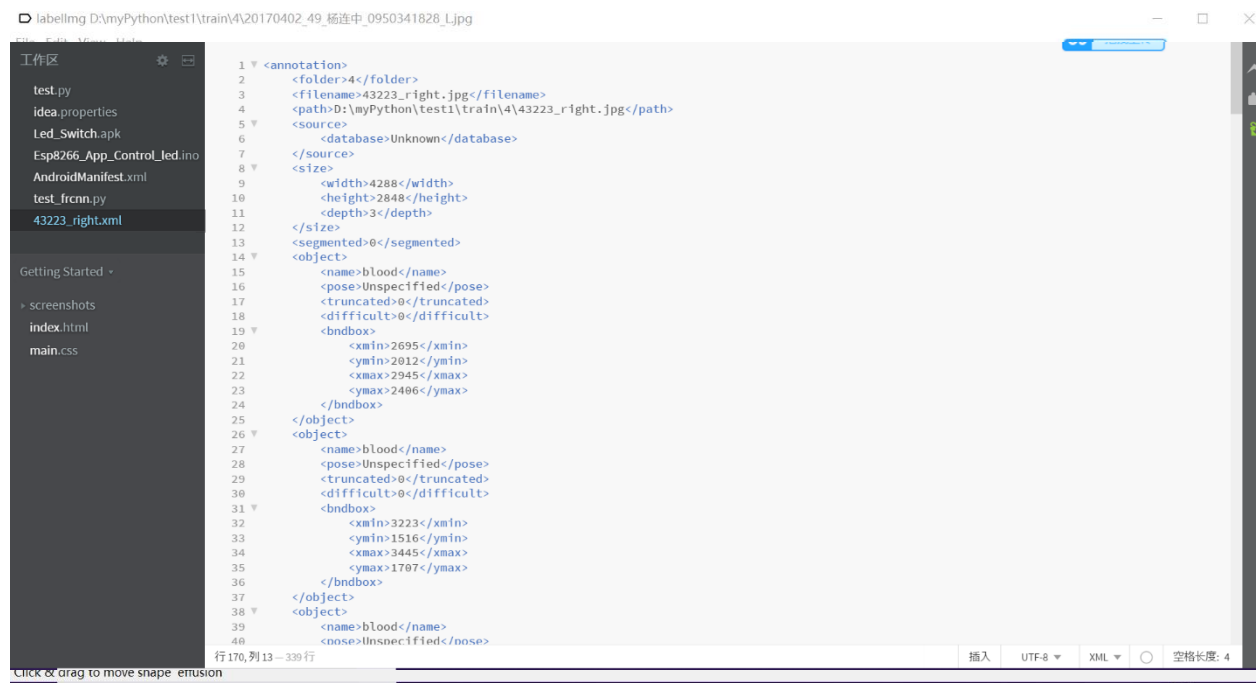 labelImg D:\myPython\test1\train\4\20170402_49_杨连中_0950341828_L.jpg
File Edit View Help
工作区
test.py
idea.properties
Led_Switch.apk
Esp8266_App_Control_led.ino
AndroidManifest.xml
test_frcnn.py
43223_right.xml
Getting Started
screenshots
index.html
main.css
1 <annotation>
2 <folder>4</folder>
3 <filename>43223_right.jpg</filename>
4 <path>D:\myPython\test1\train\4\43223_right.jpg</path>
5 <source>
6 <database>Unknown</database>
7 </source>
8 <size>
9 <width>4288</width>
10 <height>2848</height>
11 <depth>3</depth>
12 </size>
13 <segmented>0</segmented>
14 <object>
15 <name>blood</name>
16 <pose>Unspecified</pose>
17 <truncated>0</truncated>
18 <difficult>0</difficult>
19 <bndbox>
20 <xmin>2695</xmin>
21 <ymin>2012</ymin>
22 <xmax>2945</xmax>
23 <ymax>2406</ymax>
24 </bndbox>
25 </object>
26 <object>
27 <name>blood</name>
28 <pose>Unspecified</pose>
29 <truncated>0</truncated>
30 <difficult>0</difficult>
31 <bndbox>
32 <xmin>3223</xmin>
33 <ymin>1516</ymin>
34 <xmax>3445</xmax>
35 <ymax>1707</ymax>
36 </bndbox>
37 </object>
38 <object>
39 <name>blood</name>
40 <pose>Unspecified</pose>
行 170, 列 13 — 339 行
插入 UTF-8 XML 空格长度: 4
Click & drag to move shape effusion